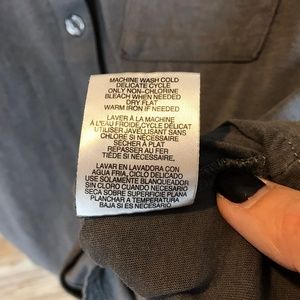 MACHINE WASH COLD
DELICATE CYCLE
ONLY NON-CHLORINE
BLEACH WHEN NEEDED
DRY FLAT
WARM IRON IF NEEDED
LAVER À LA MACHINE
À L'EAU FROIDE,CYCLE DÉLICAT
UTILISER JAVELLISANT SANS
CHLORE SI NÉCESSAIRE
SÉCHER À PLAT
REPASSER AU FER
TIÈDE SI NÉCESSAIRE.
LAVAR EN LAVADORA CON
AGUA FRIA, CICLO DELICADO
USE SOLAMENTE BLANQUEADOR
SIN CLORO CUANDO NECESARIO
SECA SOBRE SUPERFICIE PLANA
PLANCHAR A TEMPERATURA
BAJA SI ES NECESARIO